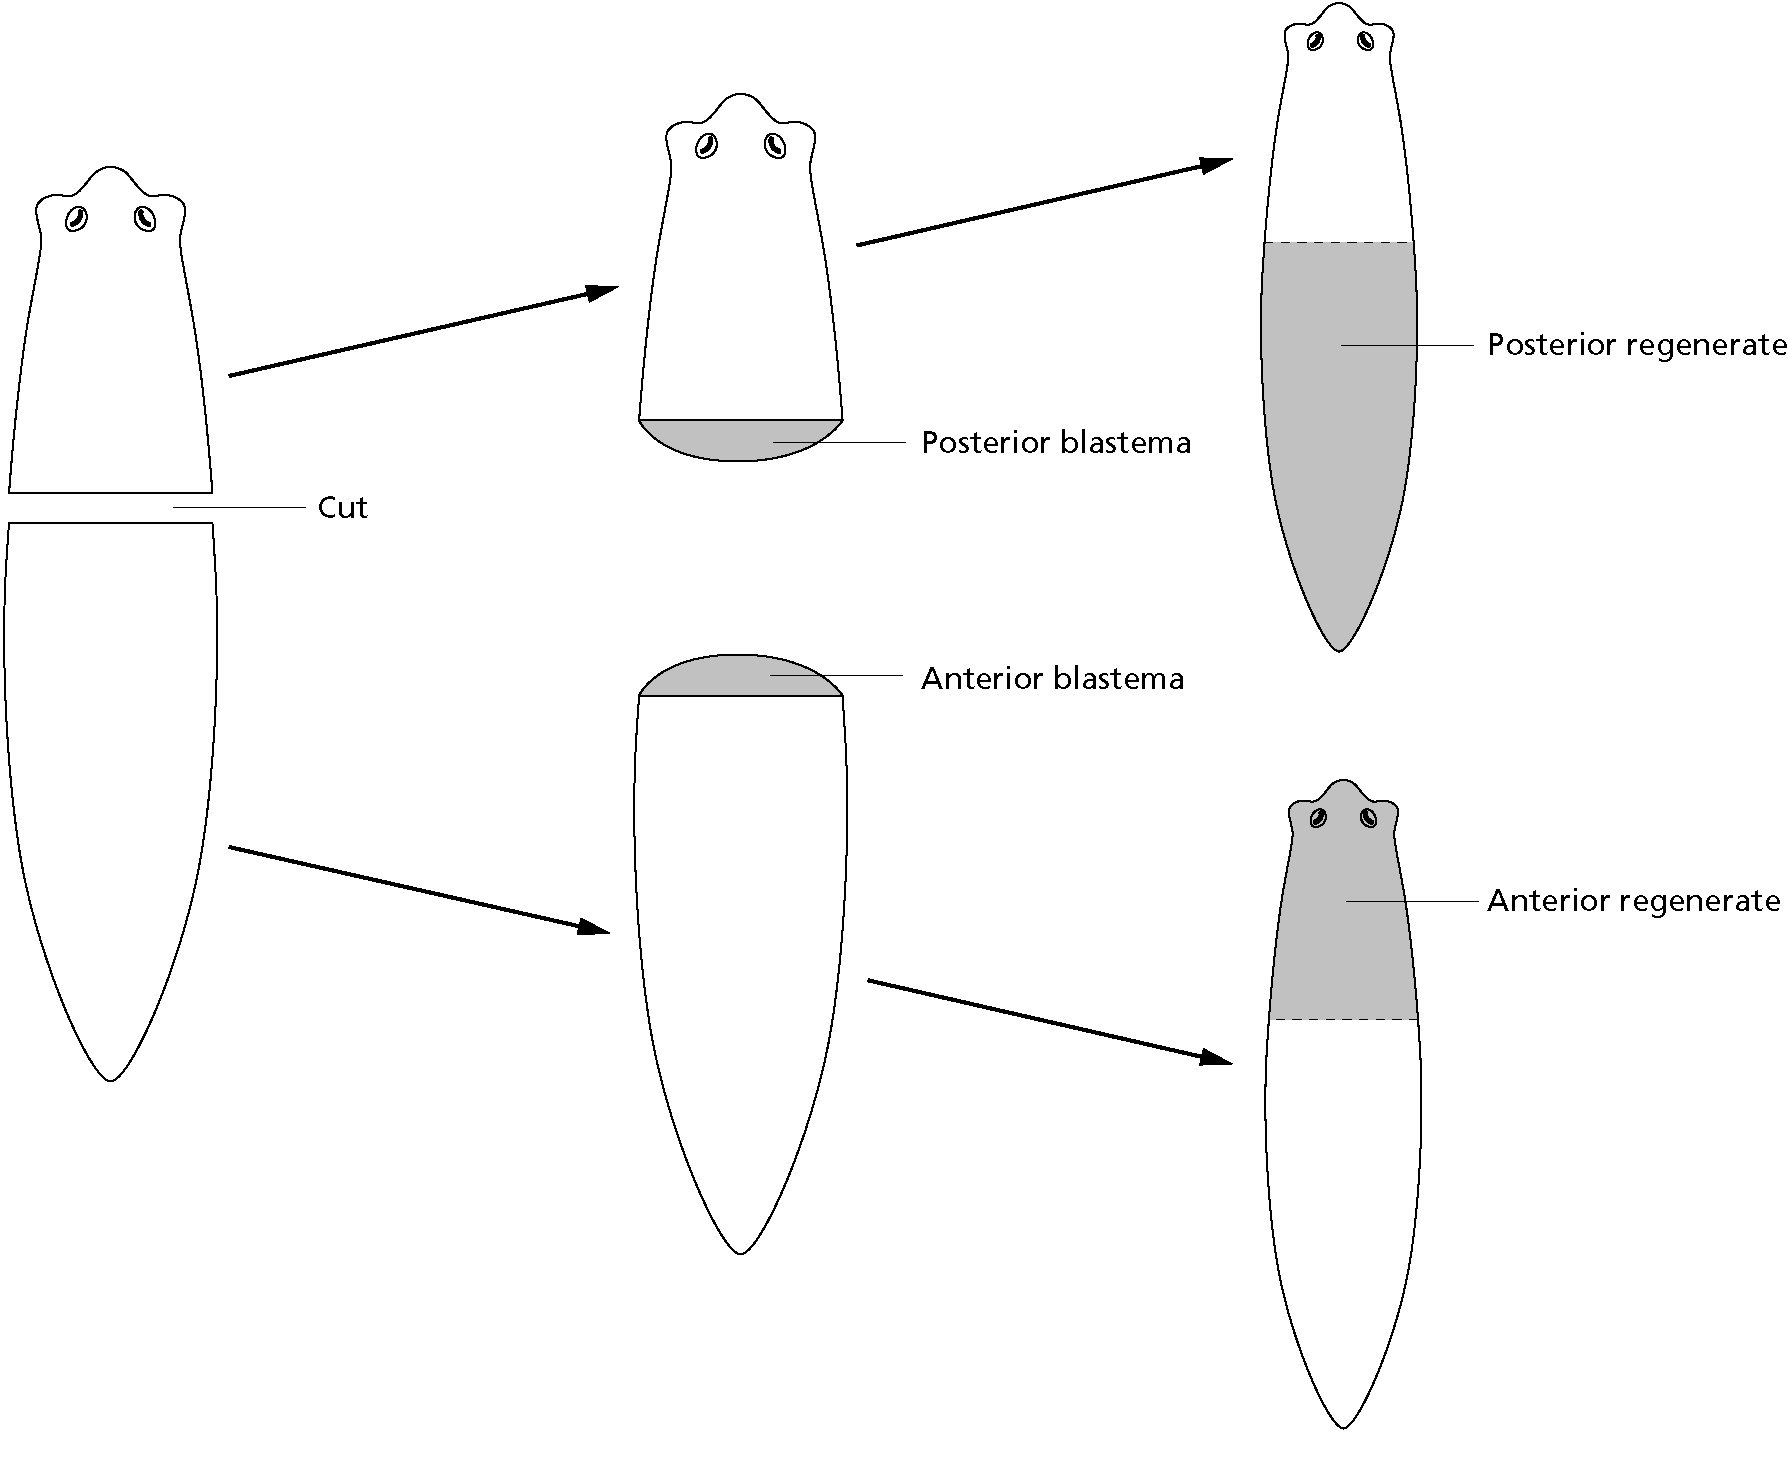 Posterior regenerate
Posterior blastema
Cut
Anterior blastema
Anterior regenerate